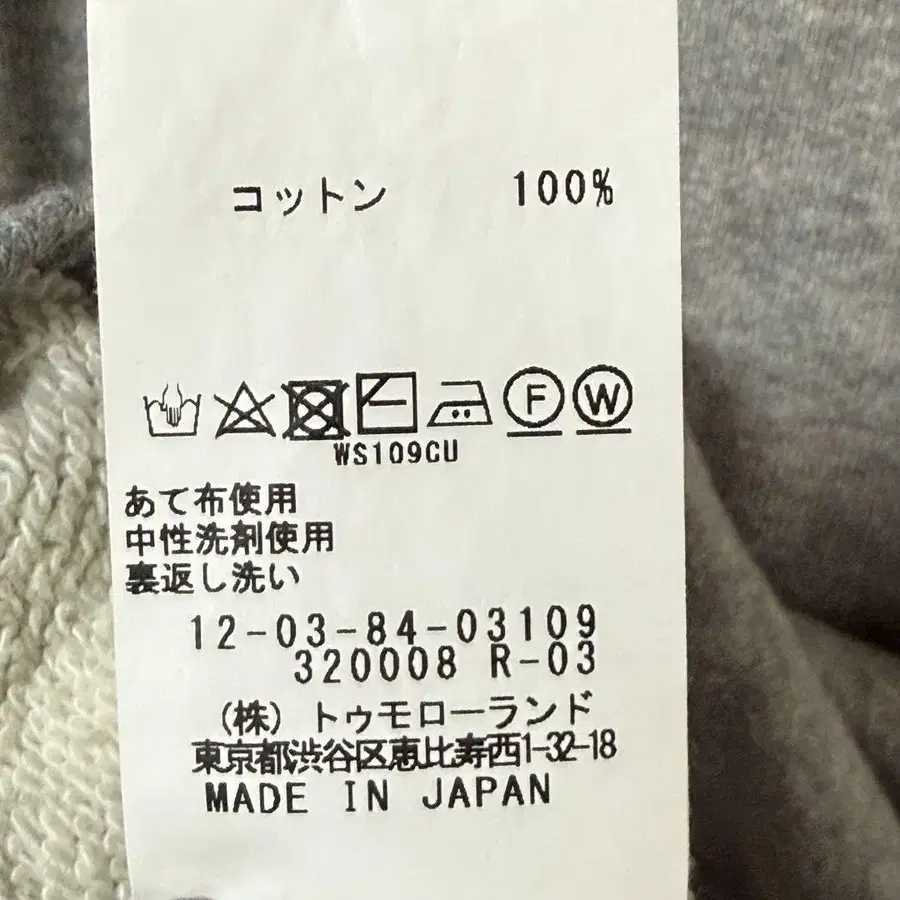 コットン 100%
F W
WS109CU
あて布使用
中性洗剤使用
裏返し洗い
12-03-84-03109
320008 R-03
(株) トゥモローランド
東京都渋谷区恵比寿西1-32-18
MADE IN JAPAN